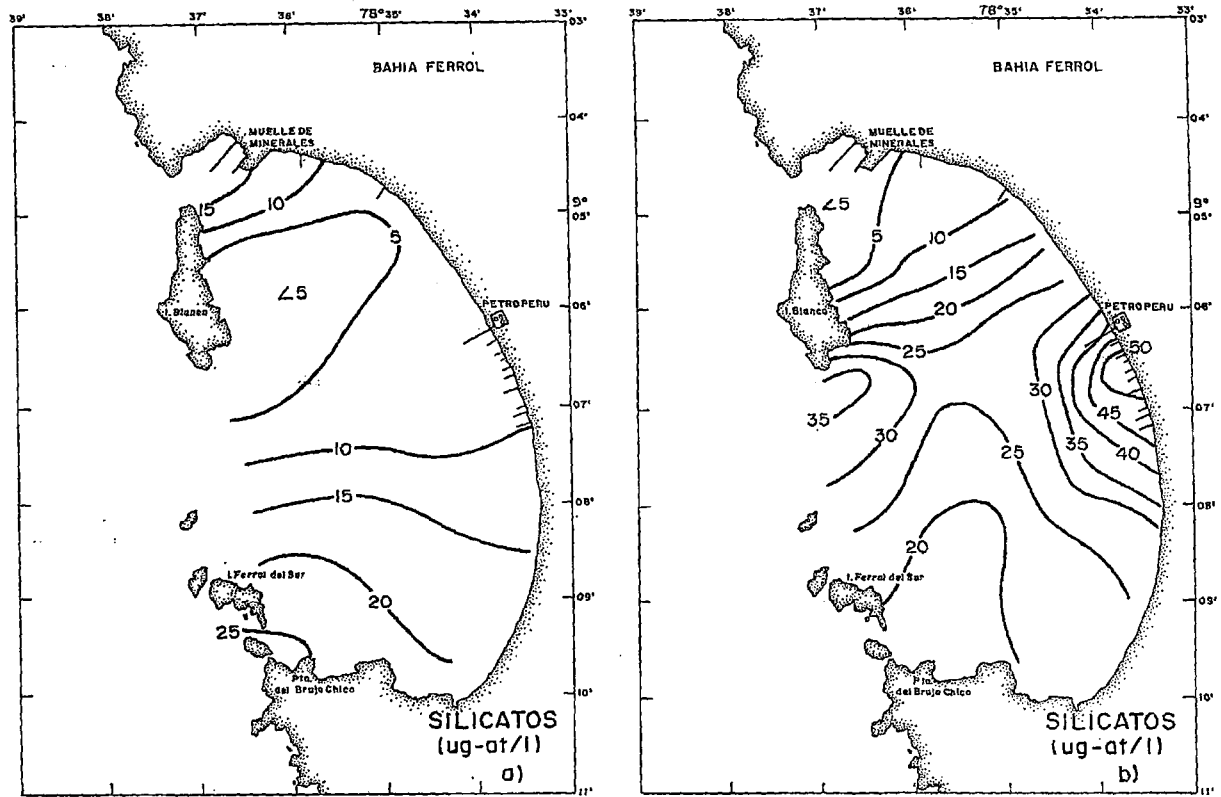 39' 38' 37' 36' 78°35' 34' 33'
03'
BAHIA FERROL
04'
MUELLE DE
MINERALES
9°
05'
15
10
5
∠5
I. Blanca
06'
PETROPERU
07'
10
15
08'
I. Ferrol del Sur
20
09'
25
Pta.
del Brujo Chico
10'
SILICATOS
(ug-at/l)
a)
11'
39' 38' 37' 36' 78°35' 34' 33'
03'
BAHIA FERROL
04'
MUELLE DE
MINERALES
9°
05'
∠5
5
10
15
20
25
I. Blanca
06'
PETROPERU
50
30
45
35
07'
35
30
25
35
40
08'
20
I. Ferrol del Sur
09'
Pta.
del Brujo Chico
10'
SILICATOS
(ug-at/l)
b)
11'